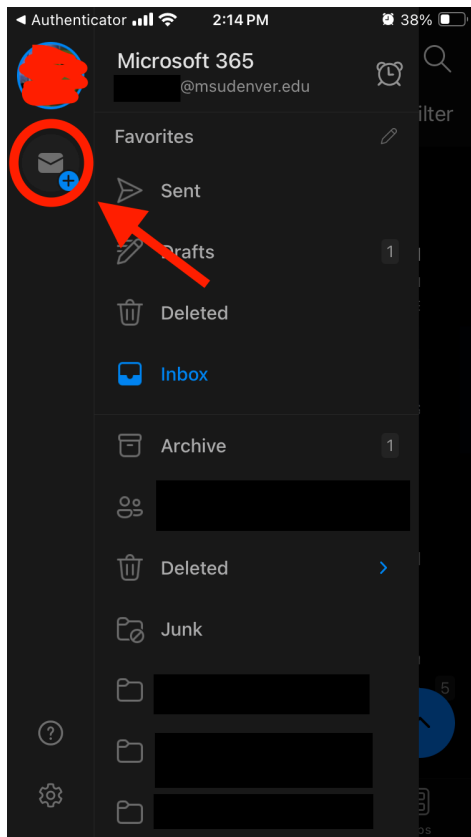 ◀ Authenticator 2:14 PM 38%
Microsoft 365
@msudenver.edu
ilter
Favorites
Sent
Drafts 1
Deleted
Inbox
Archive 1
Deleted
Junk
5